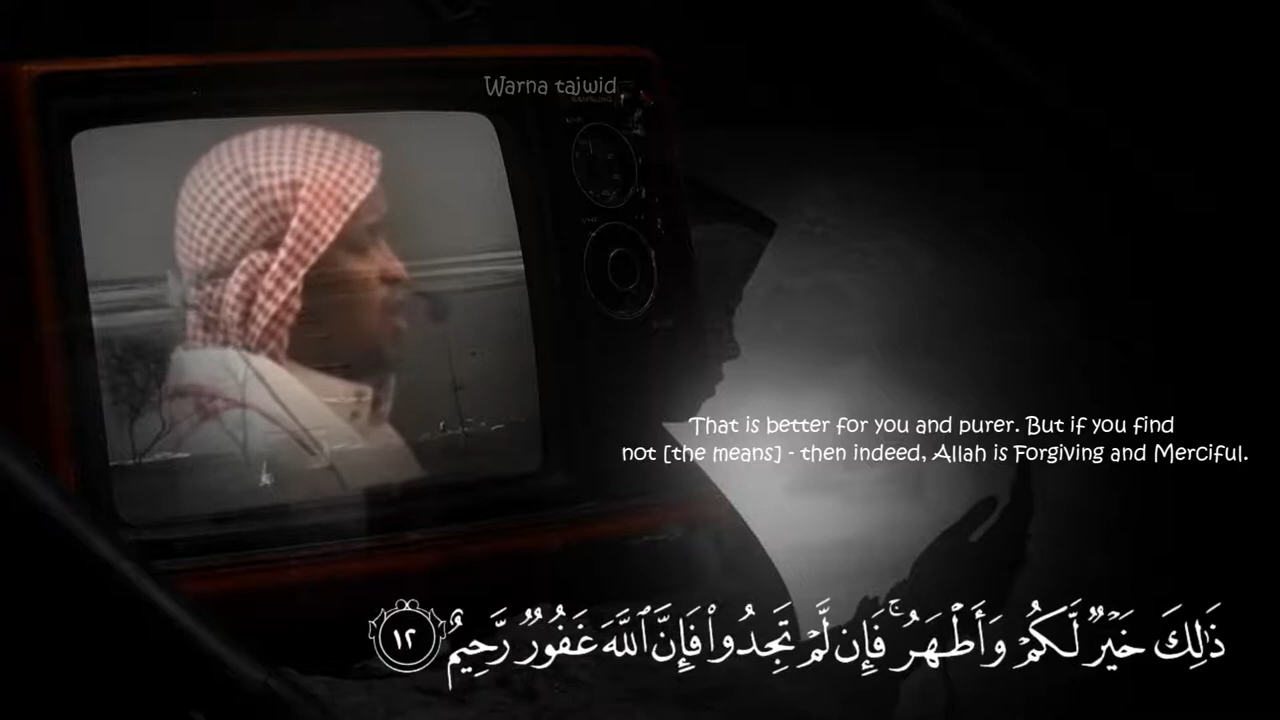 Warna tajwid
SAMSUNG
That is better for you and purer. But if you find
not [the means] - then indeed, Allah is Forgiving and Merciful.
ذَٰلِكَ خَيْرٌ لَّكُمْ وَأَطْهَرُ ۚ فَإِن لَّمْ تَجِدُوا۟ فَإِنَّ ٱللَّهَ غَفُورٌ رَّحِيمٌ ١٢